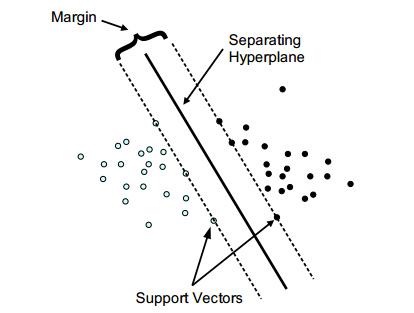 Margin
Separating
Hyperplane
Support Vectors